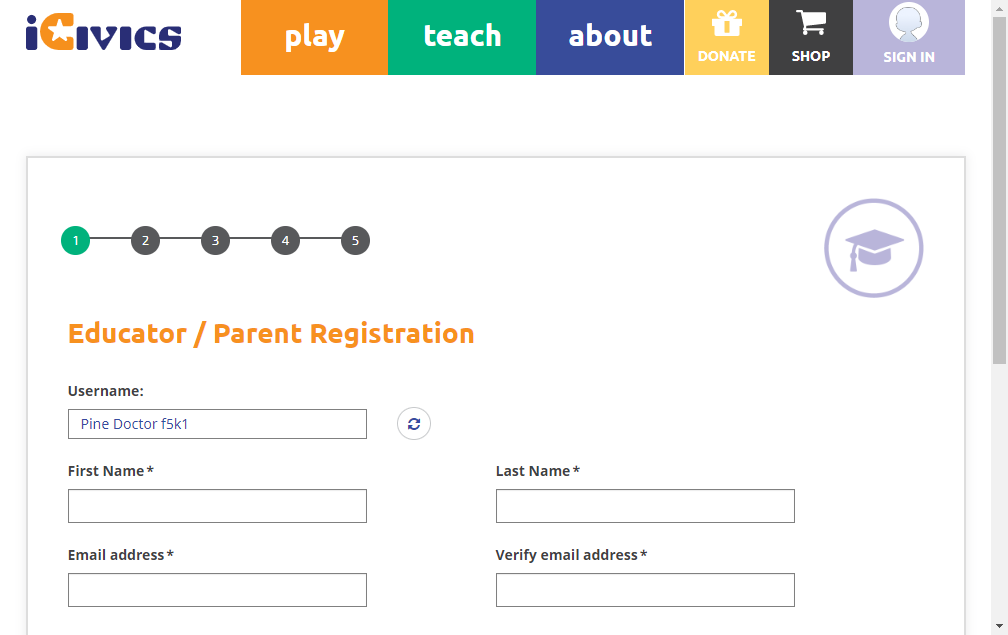 iCivics
play
teach
about
DONATE
SHOP
SIGN IN
1 2 3 4 5
Educator / Parent Registration
Username:
Pine Doctor f5k1
First Name*
Last Name*
Email address*
Verify email address*